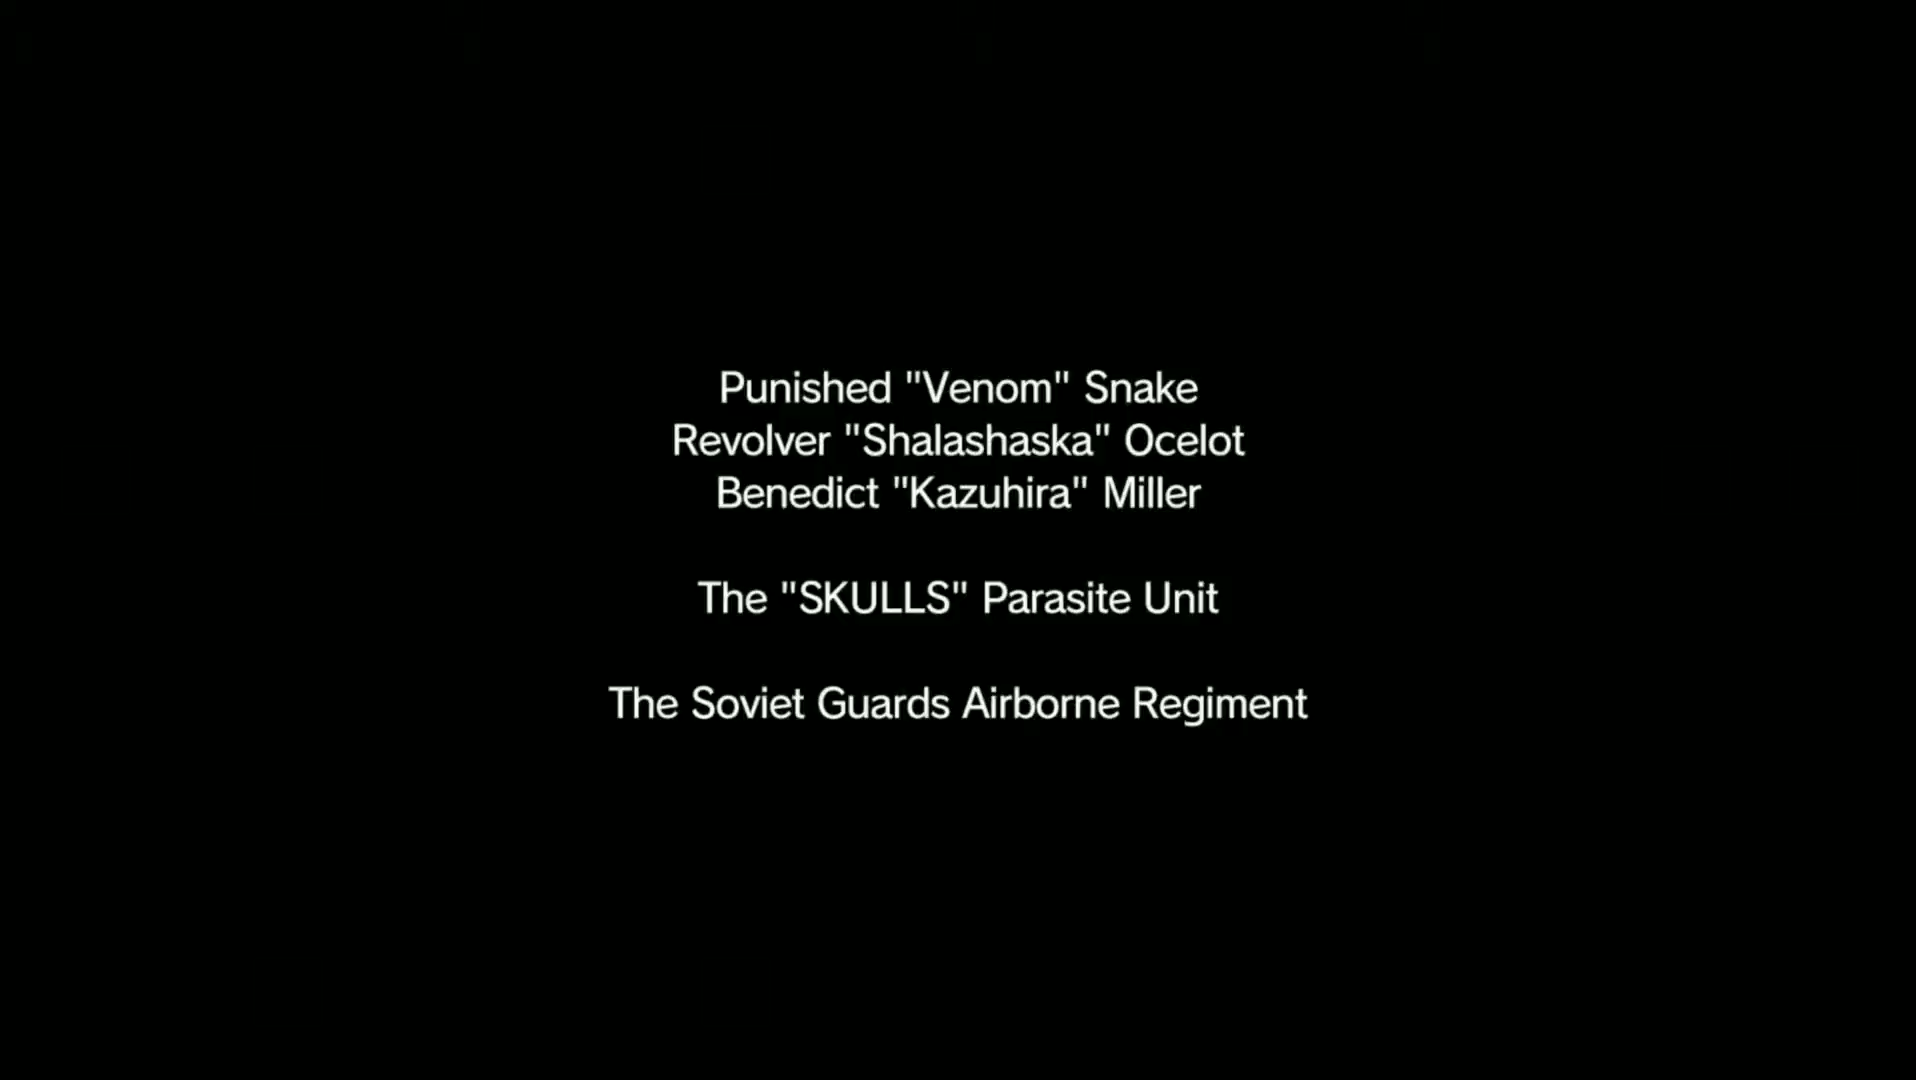 Punished "Venom" Snake
Revolver "Shalashaska" Ocelot
Benedict "Kazuhira" Miller
The "SKULLS" Parasite Unit
The Soviet Guards Airborne Regiment